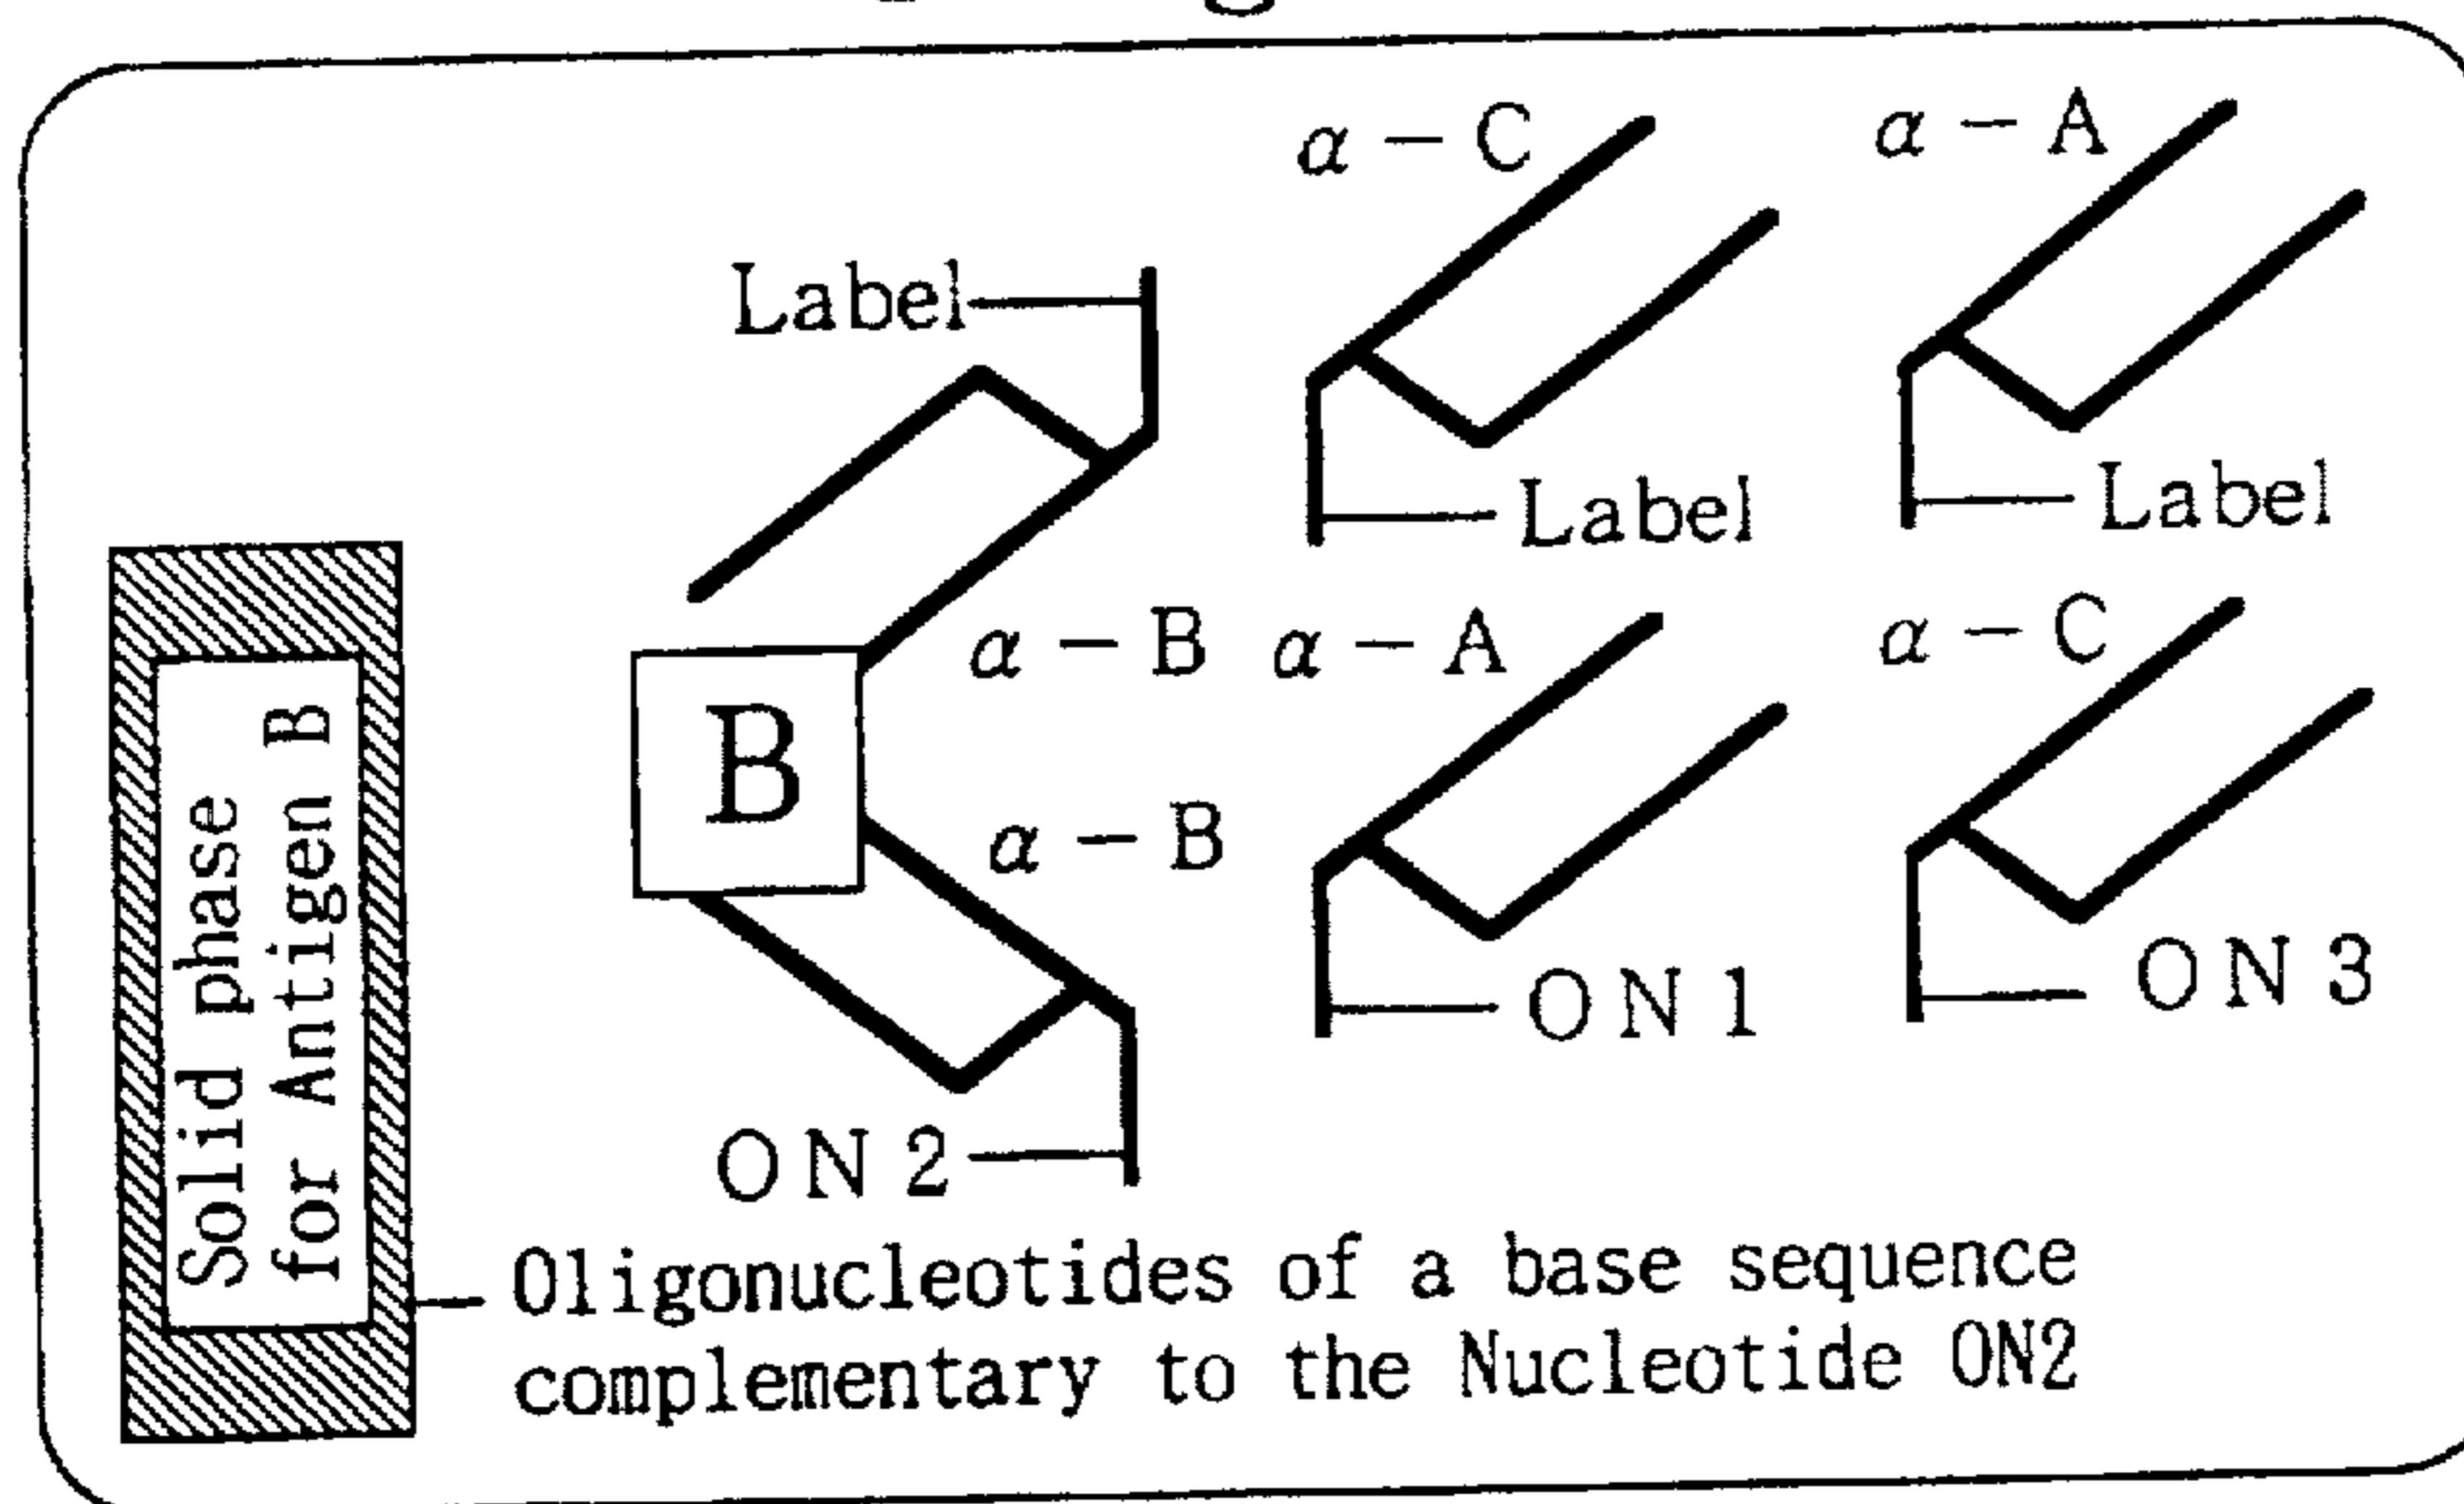 α − C
α − A
Label
Label
Label
α − B
α − A
α − C
B
α − B
ON1
ON3
ON2
Solid phase
for Antigen B
Oligonucleotides of a base sequence
complementary to the Nucleotide ON2